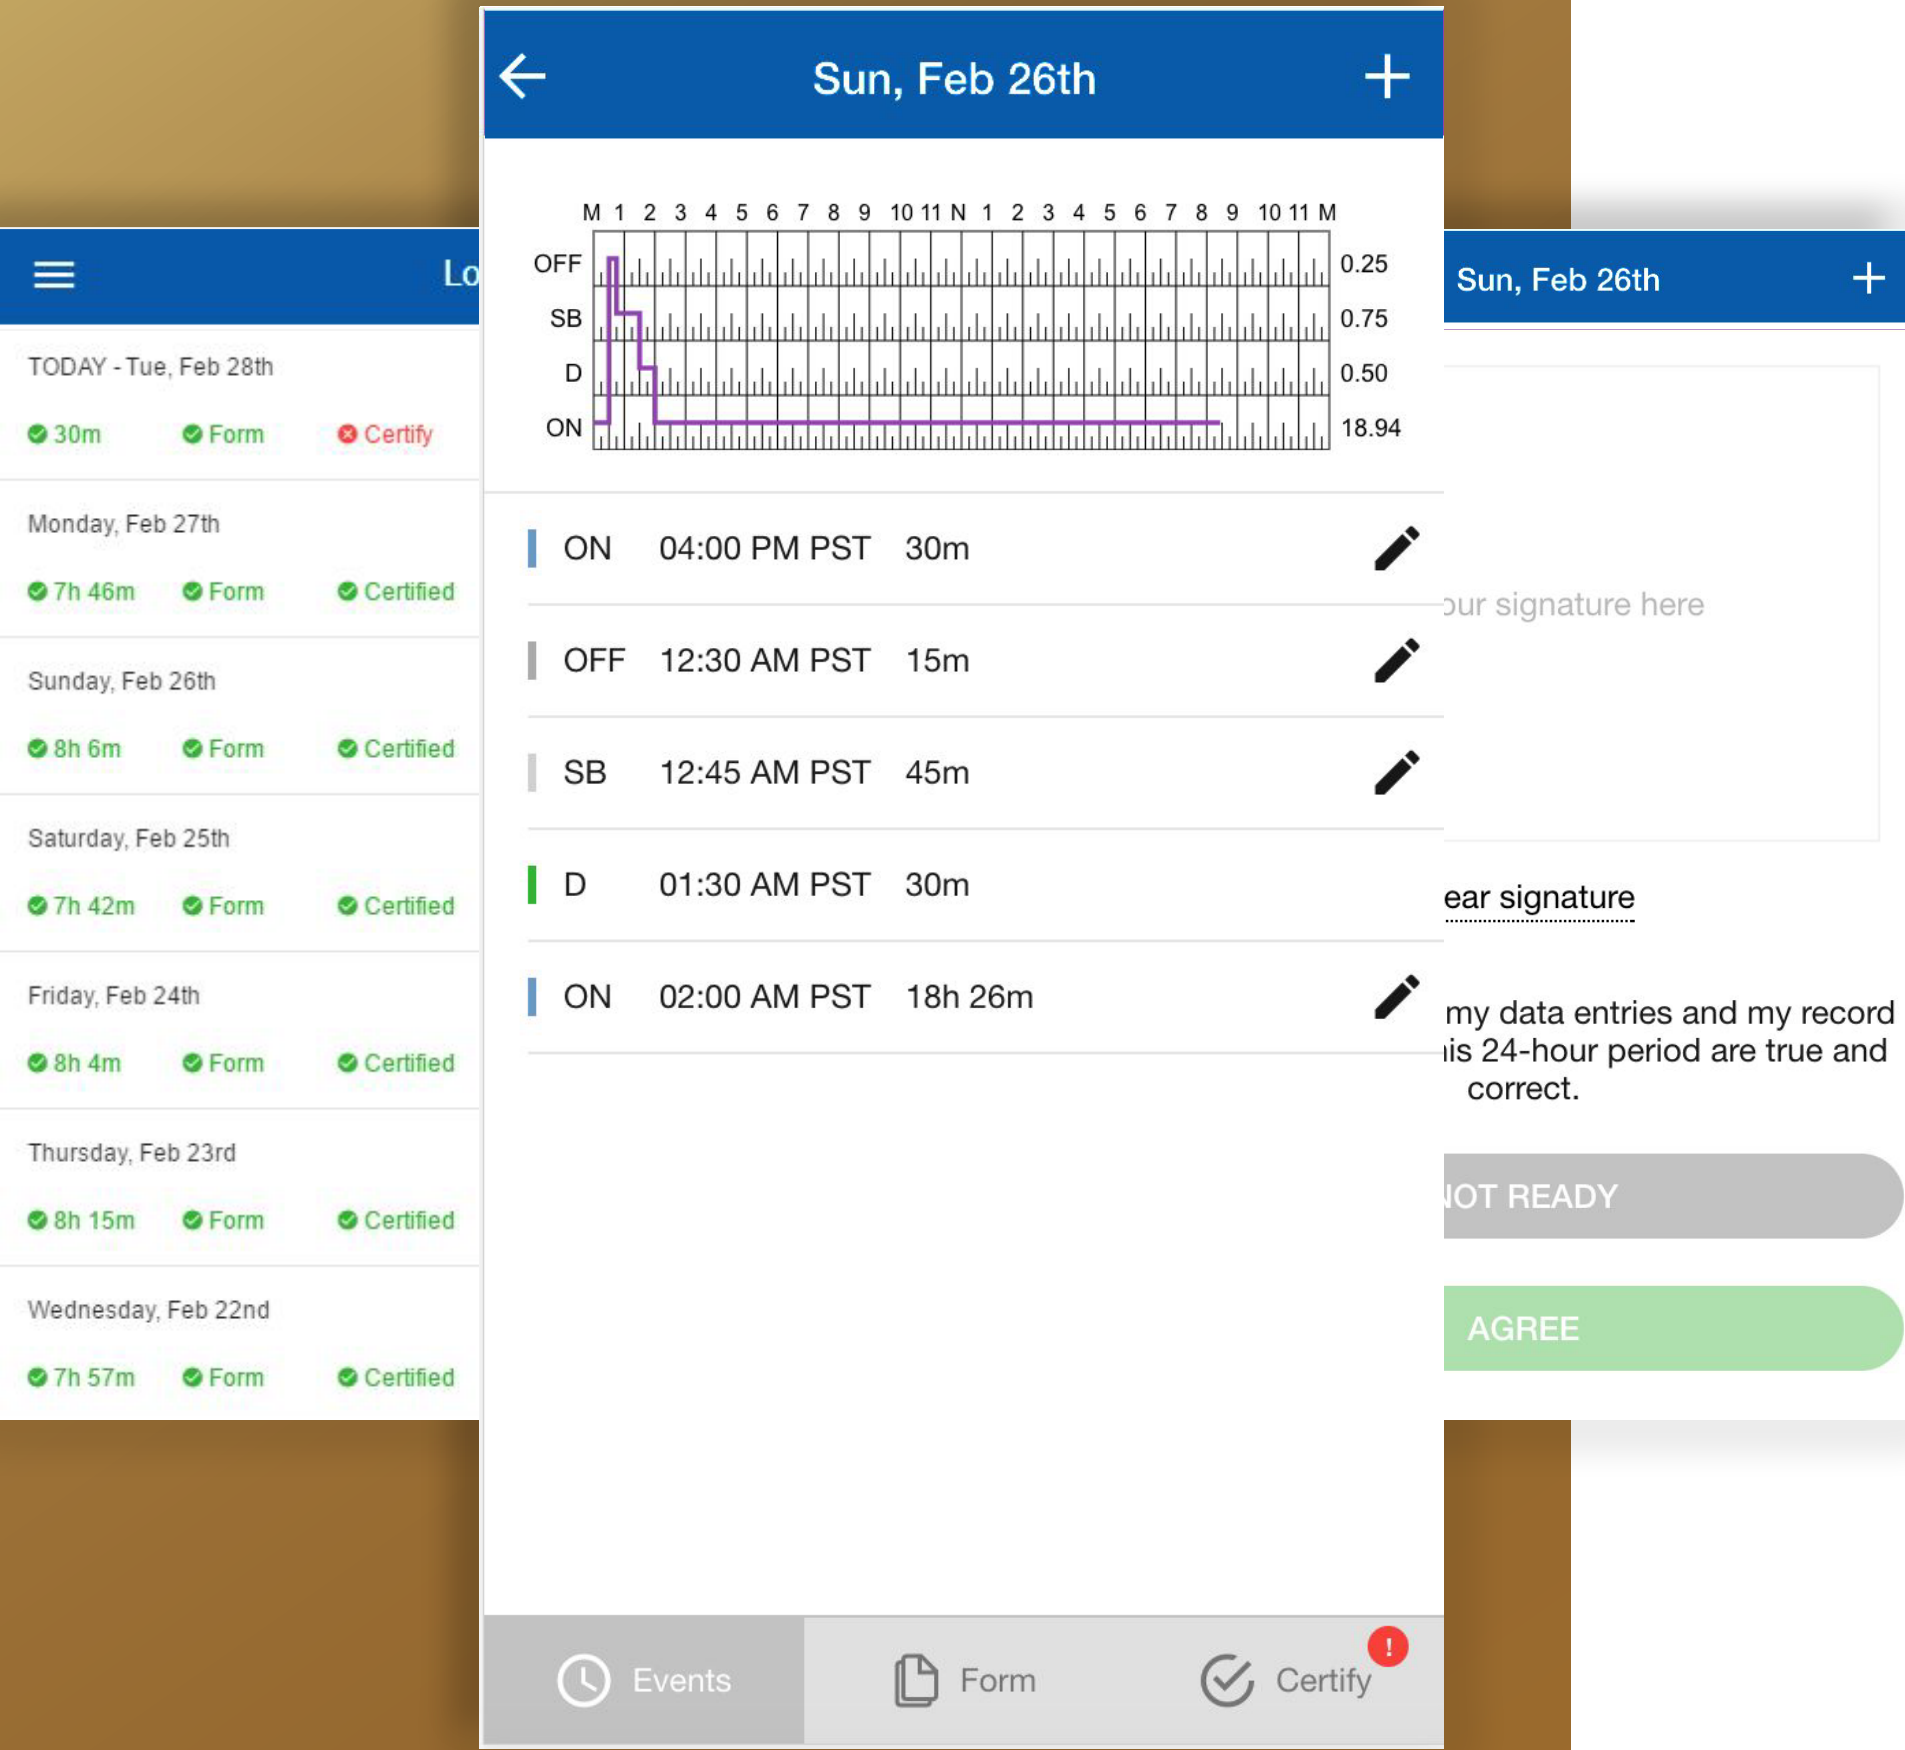 Lo
TODAY - Tue, Feb 28th
30m Form Certify
Monday, Feb 27th
7h 46m Form Certified
Sunday, Feb 26th
8h 6m Form Certified
Saturday, Feb 25th
7h 42m Form Certified
Friday, Feb 24th
8h 4m Form Certified
Thursday, Feb 23rd
8h 15m Form Certified
Wednesday, Feb 22nd
7h 57m Form Certified
Sun, Feb 26th
M 1 2 3 4 5 6 7 8 9 10 11 N 1 2 3 4 5 6 7 8 9 10 11 M
OFF 0.25
SB 0.75
D 0.50
ON 18.94
ON 04:00 PM PST 30m
OFF 12:30 AM PST 15m
SB 12:45 AM PST 45m
D 01:30 AM PST 30m
ON 02:00 AM PST 18h 26m
Events Form Certify !
Sun, Feb 26th
our signature here
ear signature
my data entries and my record
is 24-hour period are true and
correct.
NOT READY
AGREE